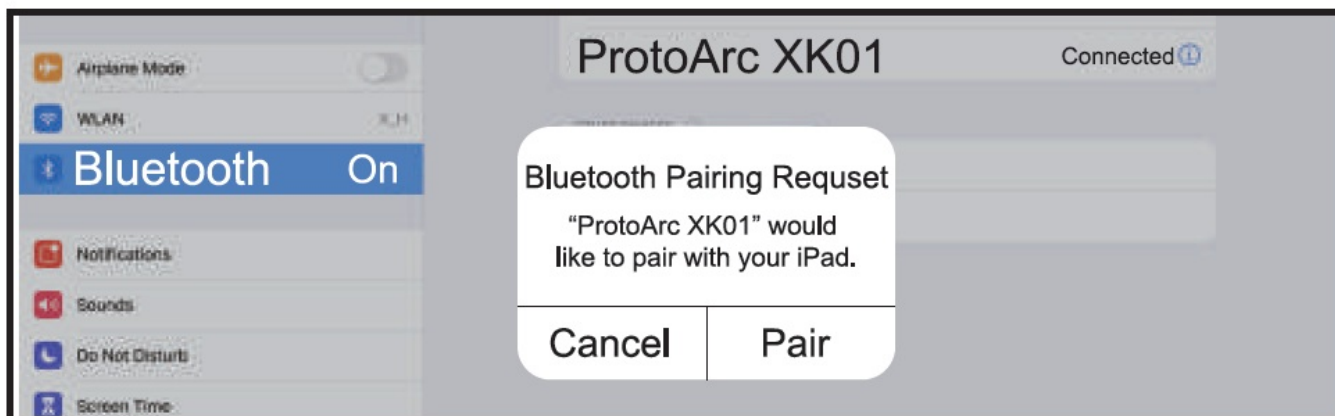 Airplane Mode
WLAN
Bluetooth On
Notifications
Sounds
Do Not Disturb
Screen Time
ProtoArc XK01 Connected
Bluetooth Pairing Requset
“ProtoArc XK01” would
like to pair with your iPad.
Cancel Pair